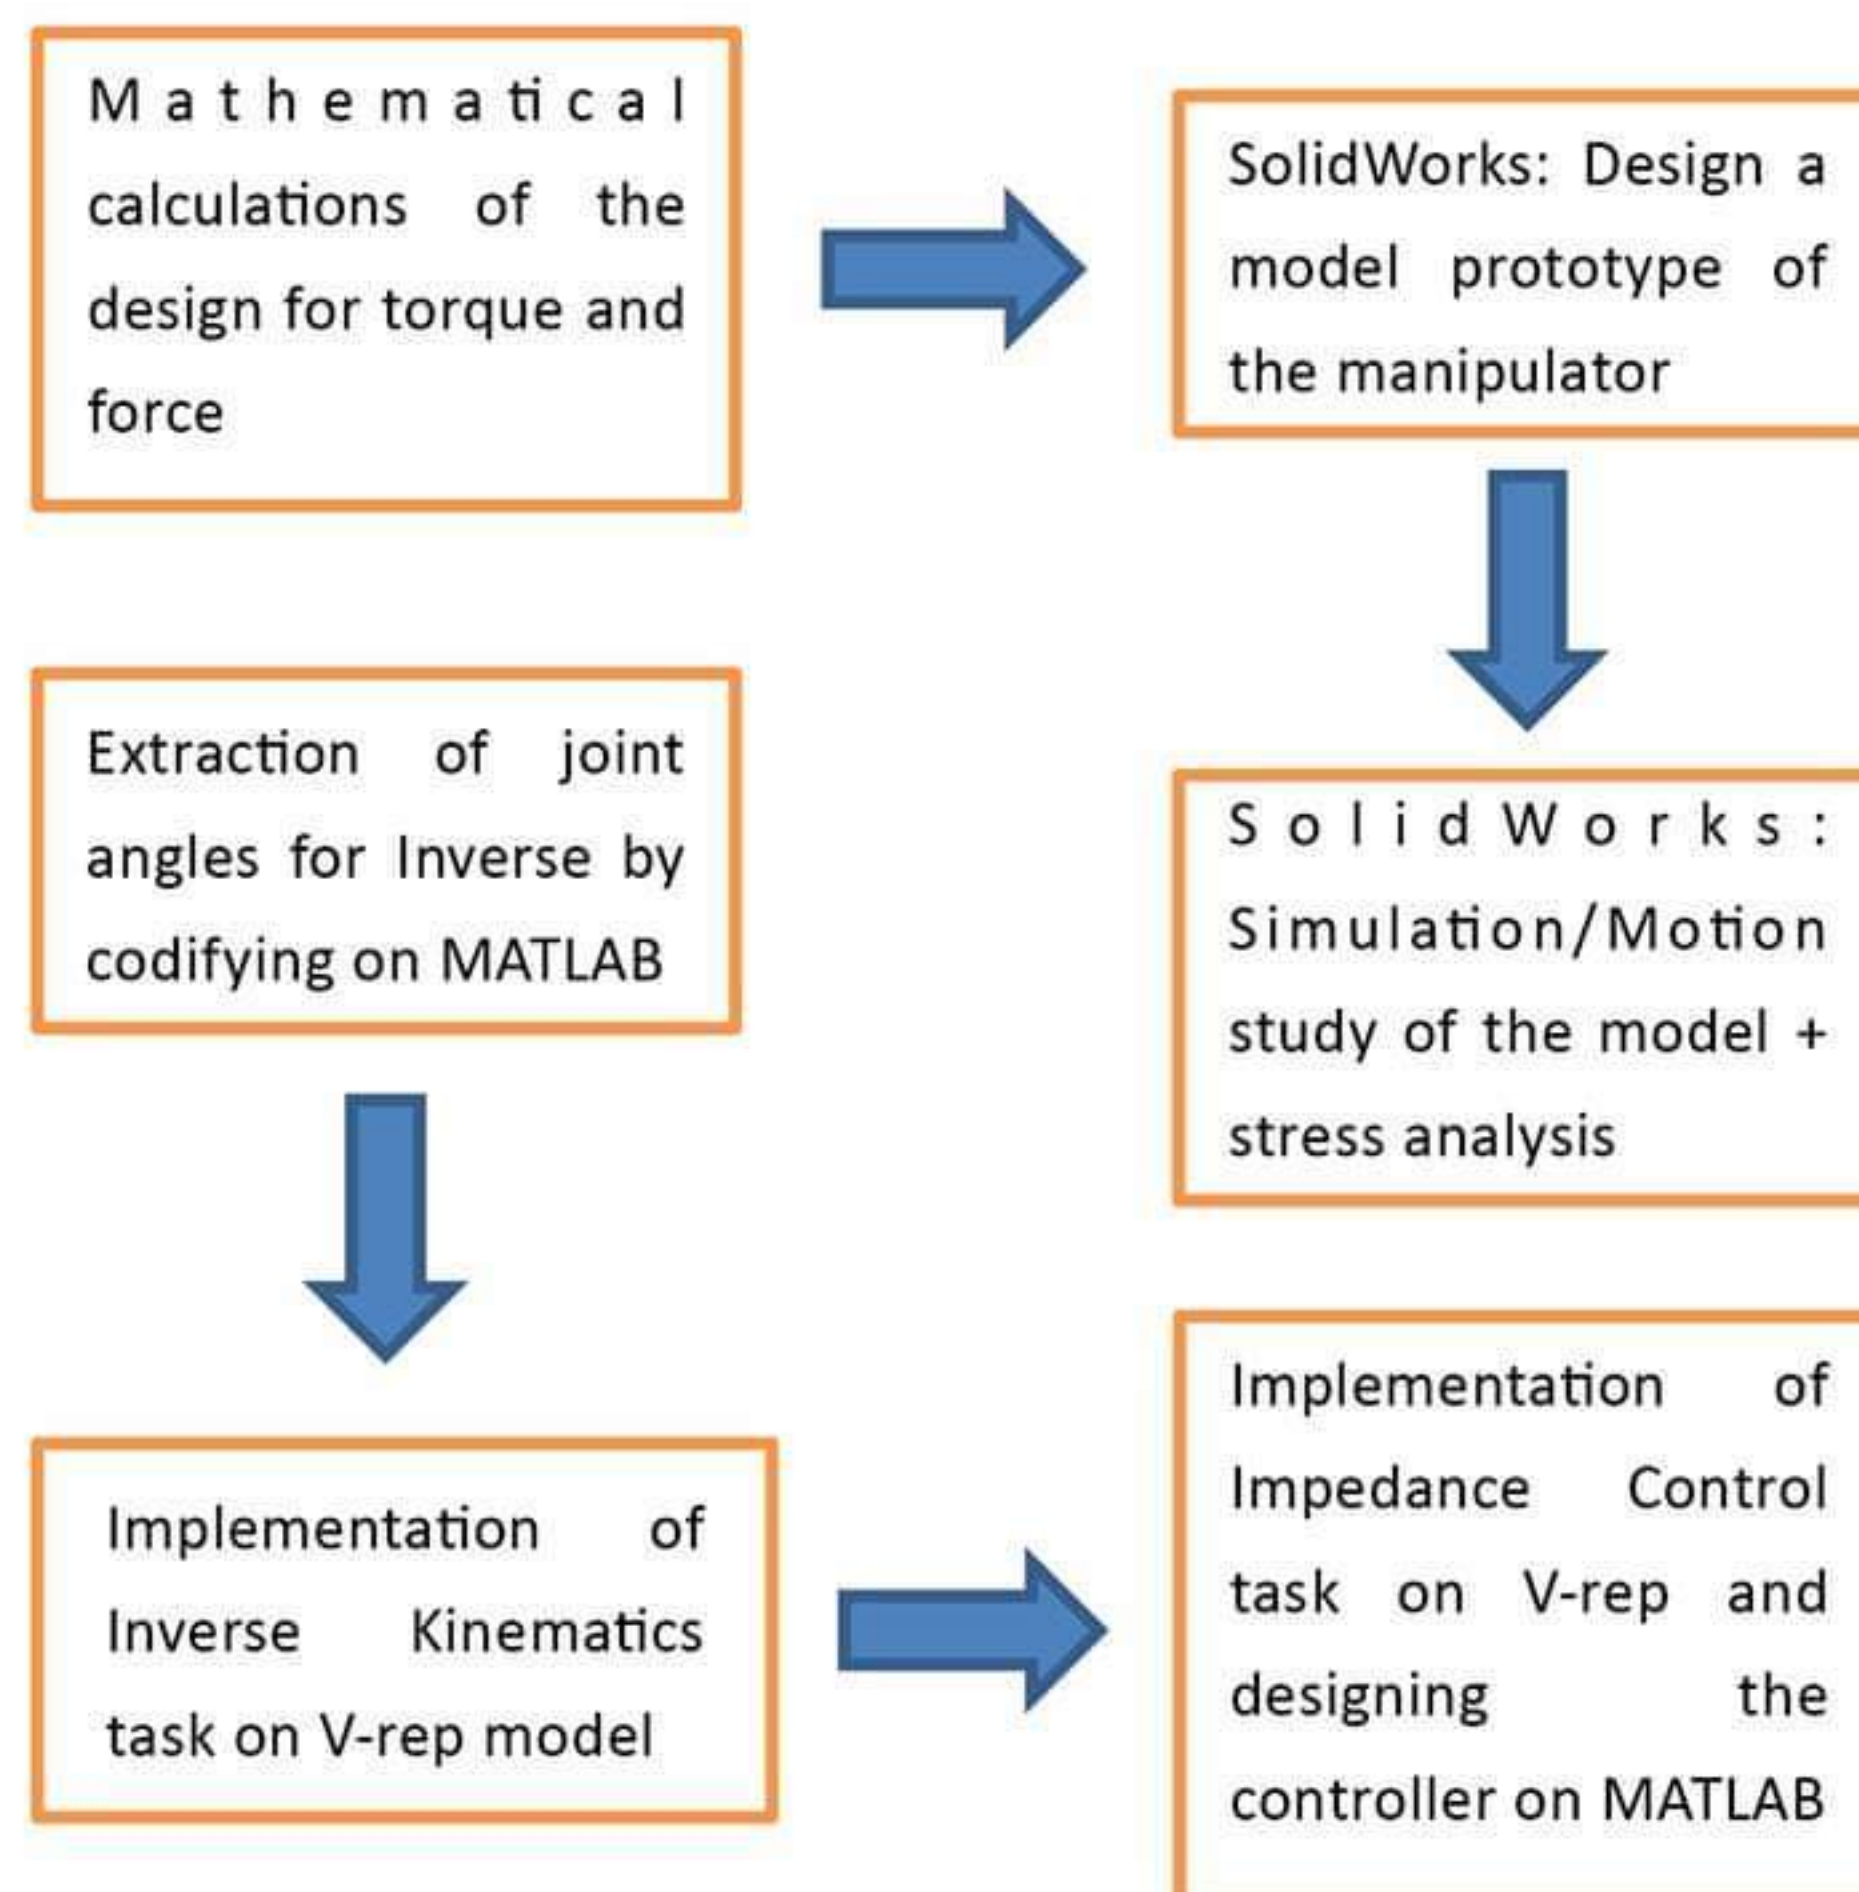 Mathematical
calculations of the
design for torque and
force
SolidWorks: Design a
model prototype of
the manipulator
SolidWorks:
Simulation/Motion
study of the model +
stress analysis
Extraction of joint
angles for Inverse by
codifying on MATLAB
Implementation of
Inverse Kinematics
task on V-rep model
Implementation of
Impedance Control
task on V-rep and
designing the
controller on MATLAB